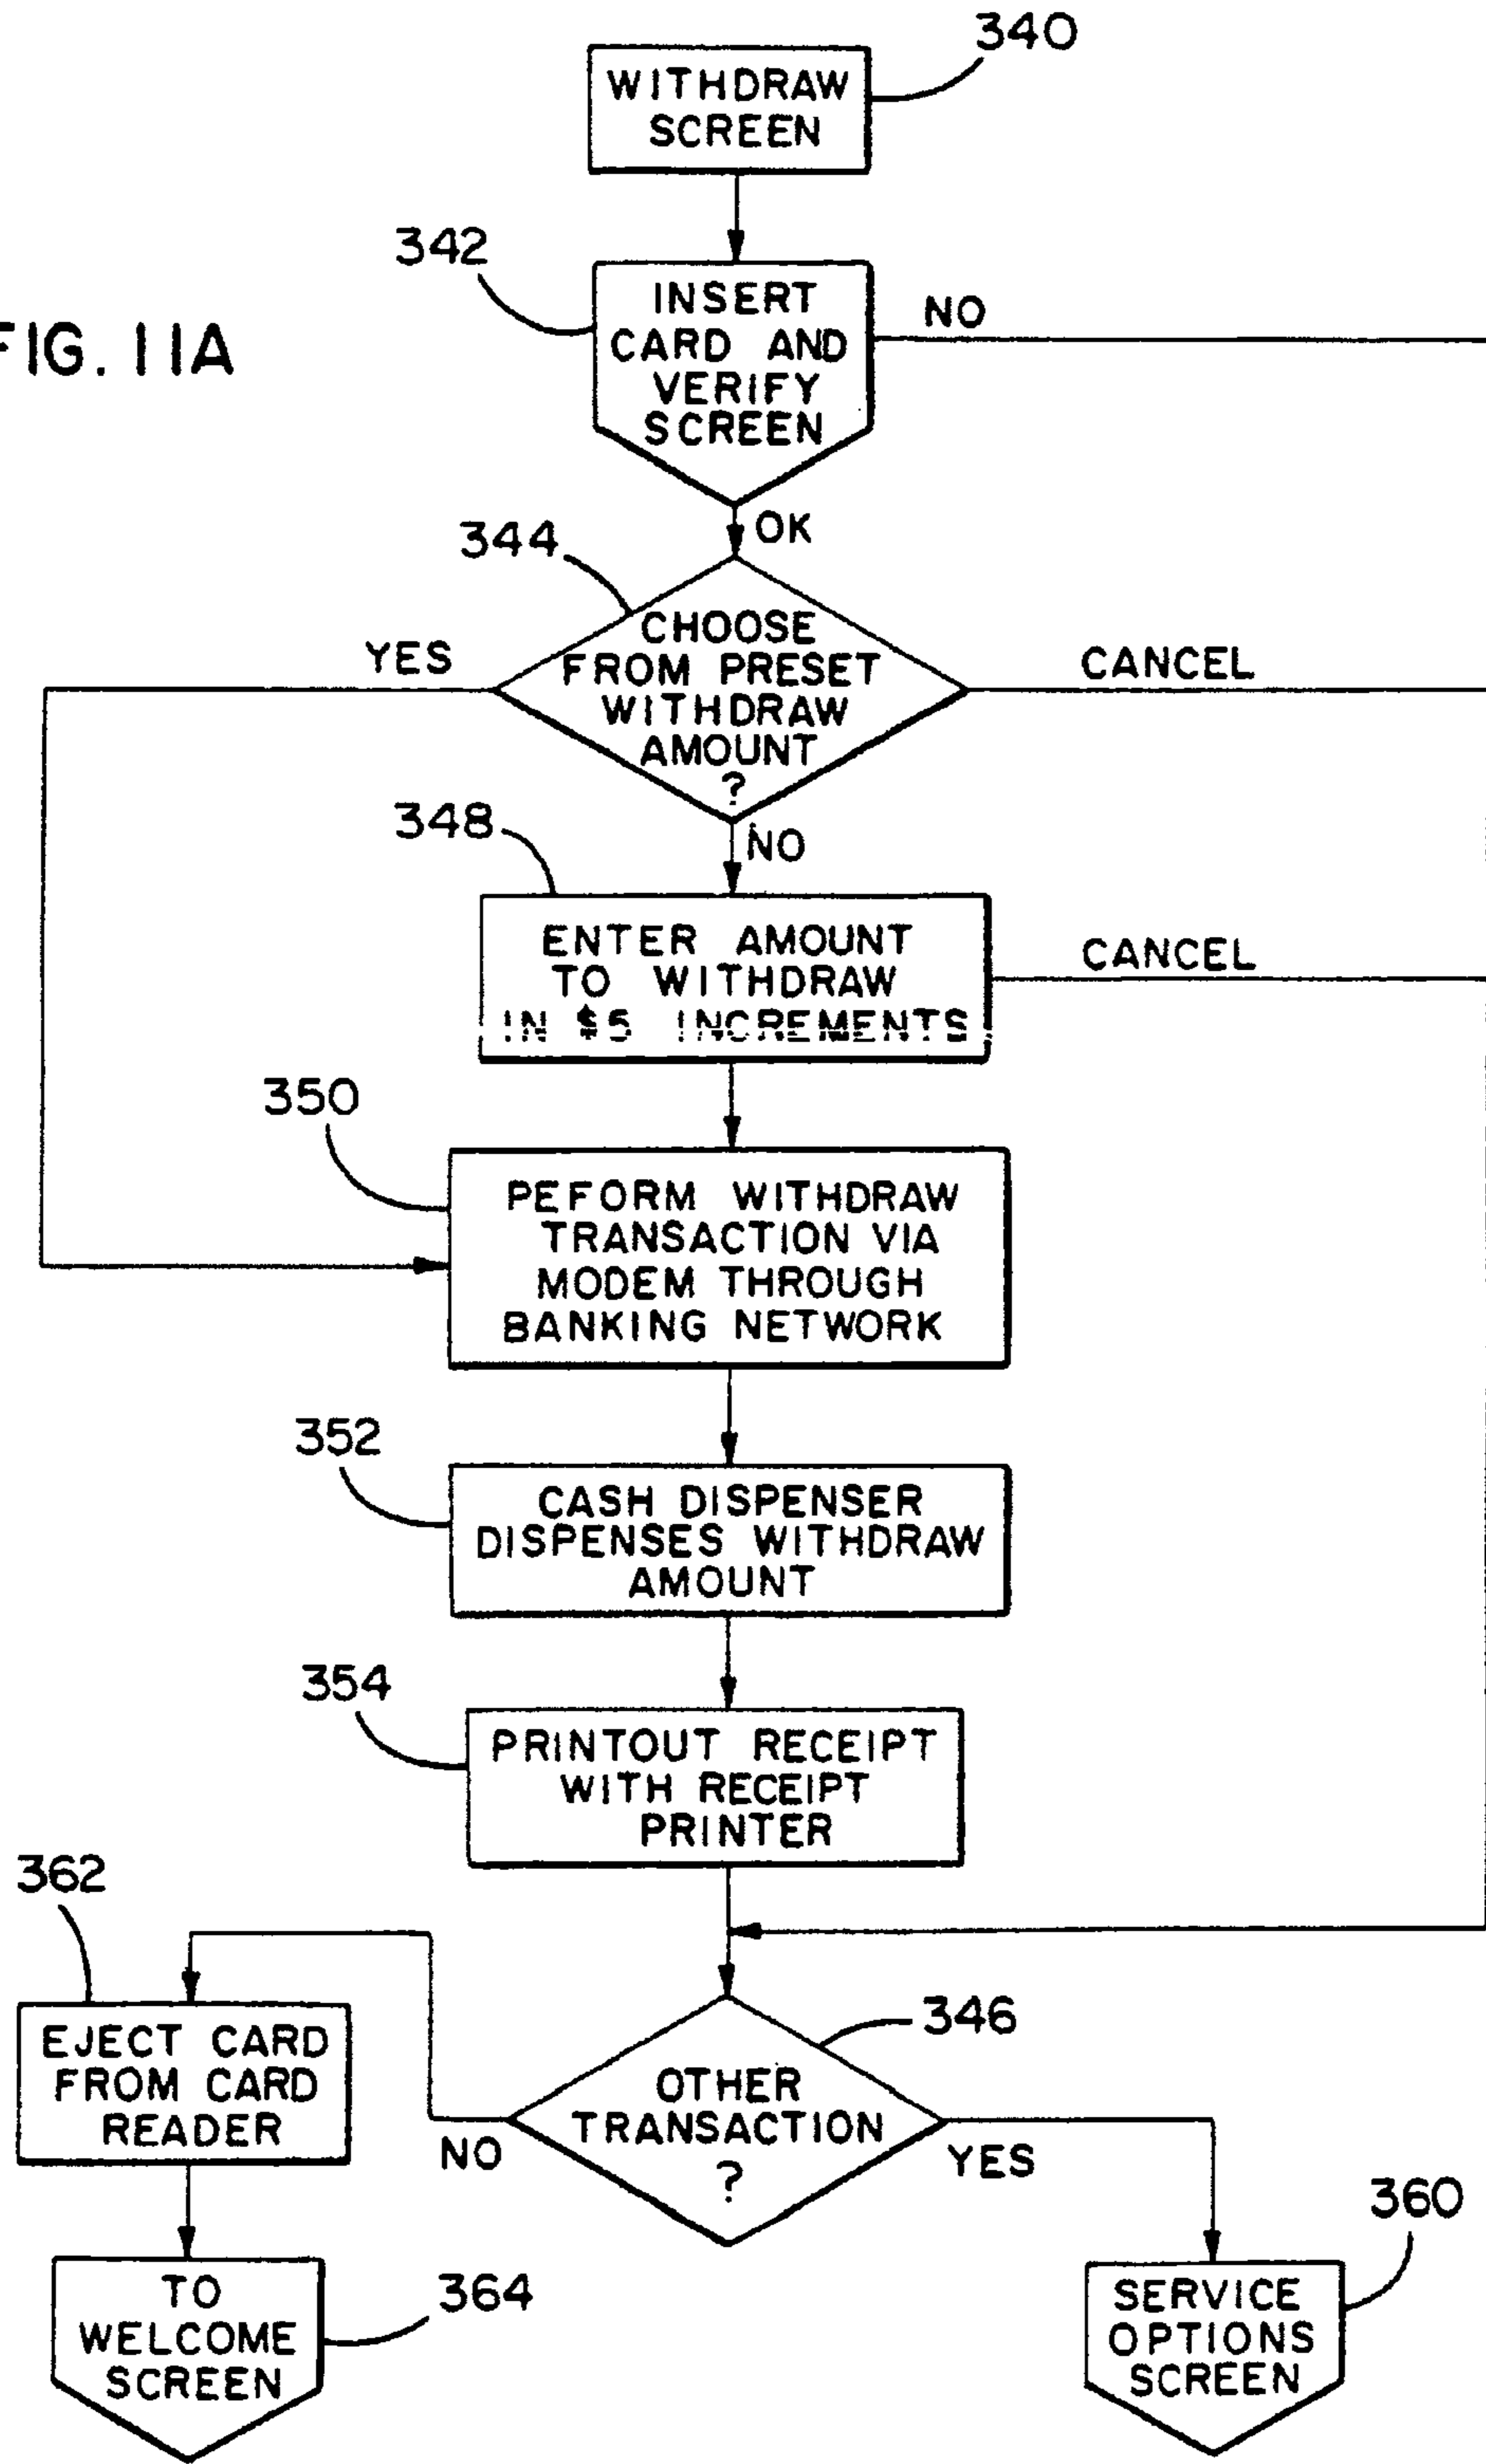 340
WITHDRAW
SCREEN
342
INSERT
CARD AND
VERIFY
SCREEN
NO
FIG. 11A
OK
344
CHOOSE
FROM PRESET
WITHDRAW
AMOUNT
?
YES
CANCEL
NO
348
ENTER AMOUNT
TO WITHDRAW
IN $5 INCREMENTS
CANCEL
350
PEFORM WITHDRAW
TRANSACTION VIA
MODEM THROUGH
BANKING NETWORK
352
CASH DISPENSER
DISPENSES WITHDRAW
AMOUNT
354
PRINTOUT RECEIPT
WITH RECEIPT
PRINTER
362
EJECT CARD
FROM CARD
READER
346
OTHER
TRANSACTION
?
NO
YES
364
TO
WELCOME
SCREEN
360
SERVICE
OPTIONS
SCREEN